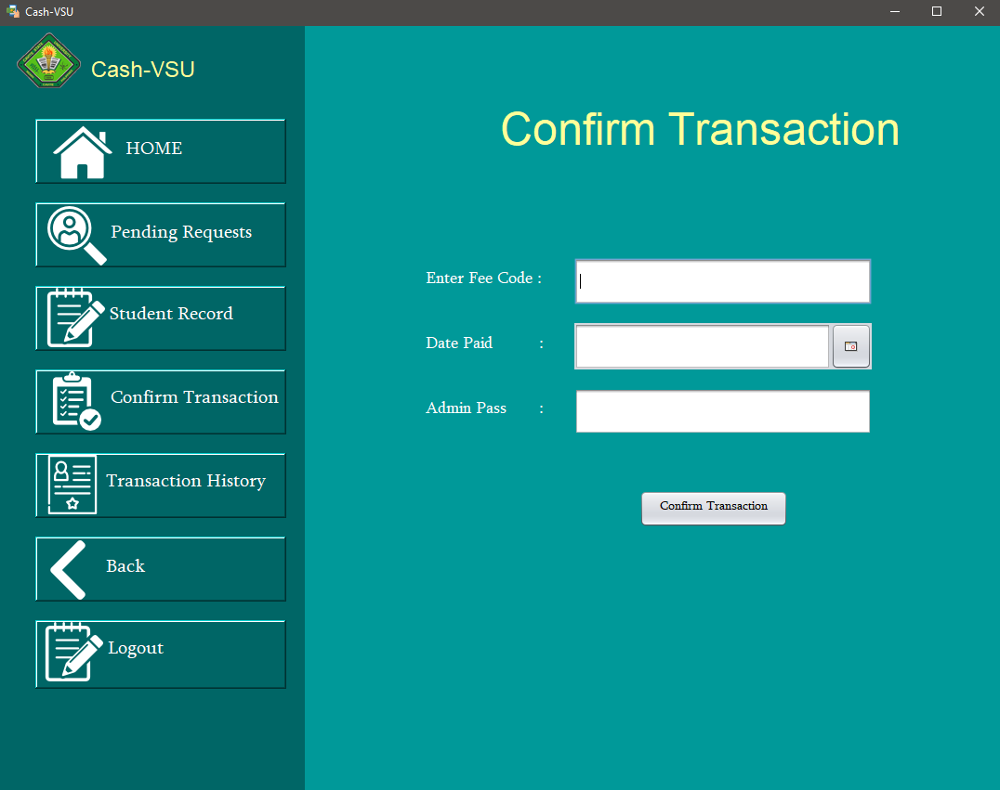 Cash-VSU
Cash-VSU
HOME
Pending Requests
Student Record
Confirm Transaction
Transaction History
Back
Logout
Confirm Transaction
Enter Fee Code :
Date Paid :
Admin Pass :
Confirm Transaction